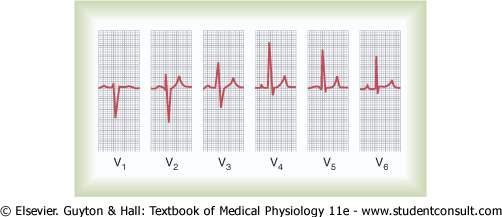 V1 V2 V3 V4 V5 V6
© Elsevier. Guyton & Hall: Textbook of Medical Physiology 11e - www.studentconsult.com